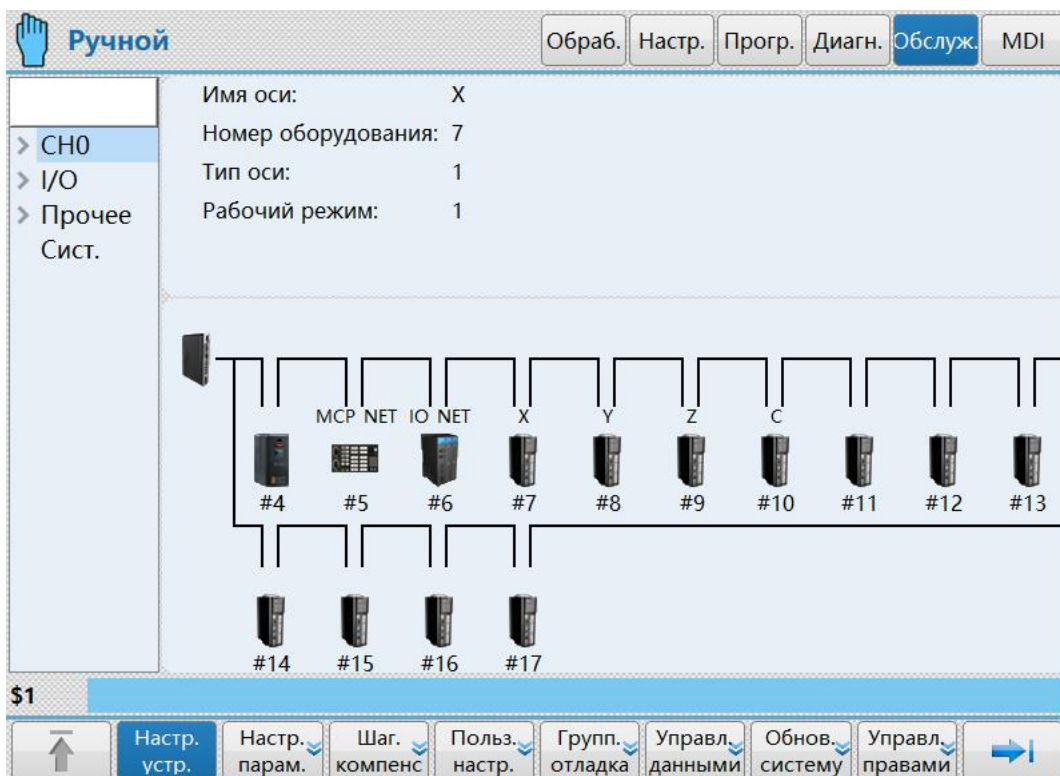 Ручной
Обраб. Настр. Прогр. Диагн. Обслуж. MDI
CH0
I/O
Прочее
Сист.
Имя оси: X
Номер оборудования: 7
Тип оси: 1
Рабочий режим: 1
MCP NET IO NET X Y Z C
#4 #5 #6 #7 #8 #9 #10 #11 #12 #13
#14 #15 #16 #17
$1
Настр. устр.
Настр. парам.
Шаг. компенс
Польз. настр.
Групп. отладка
Управл. данными
Обнов. систему
Управл. правами